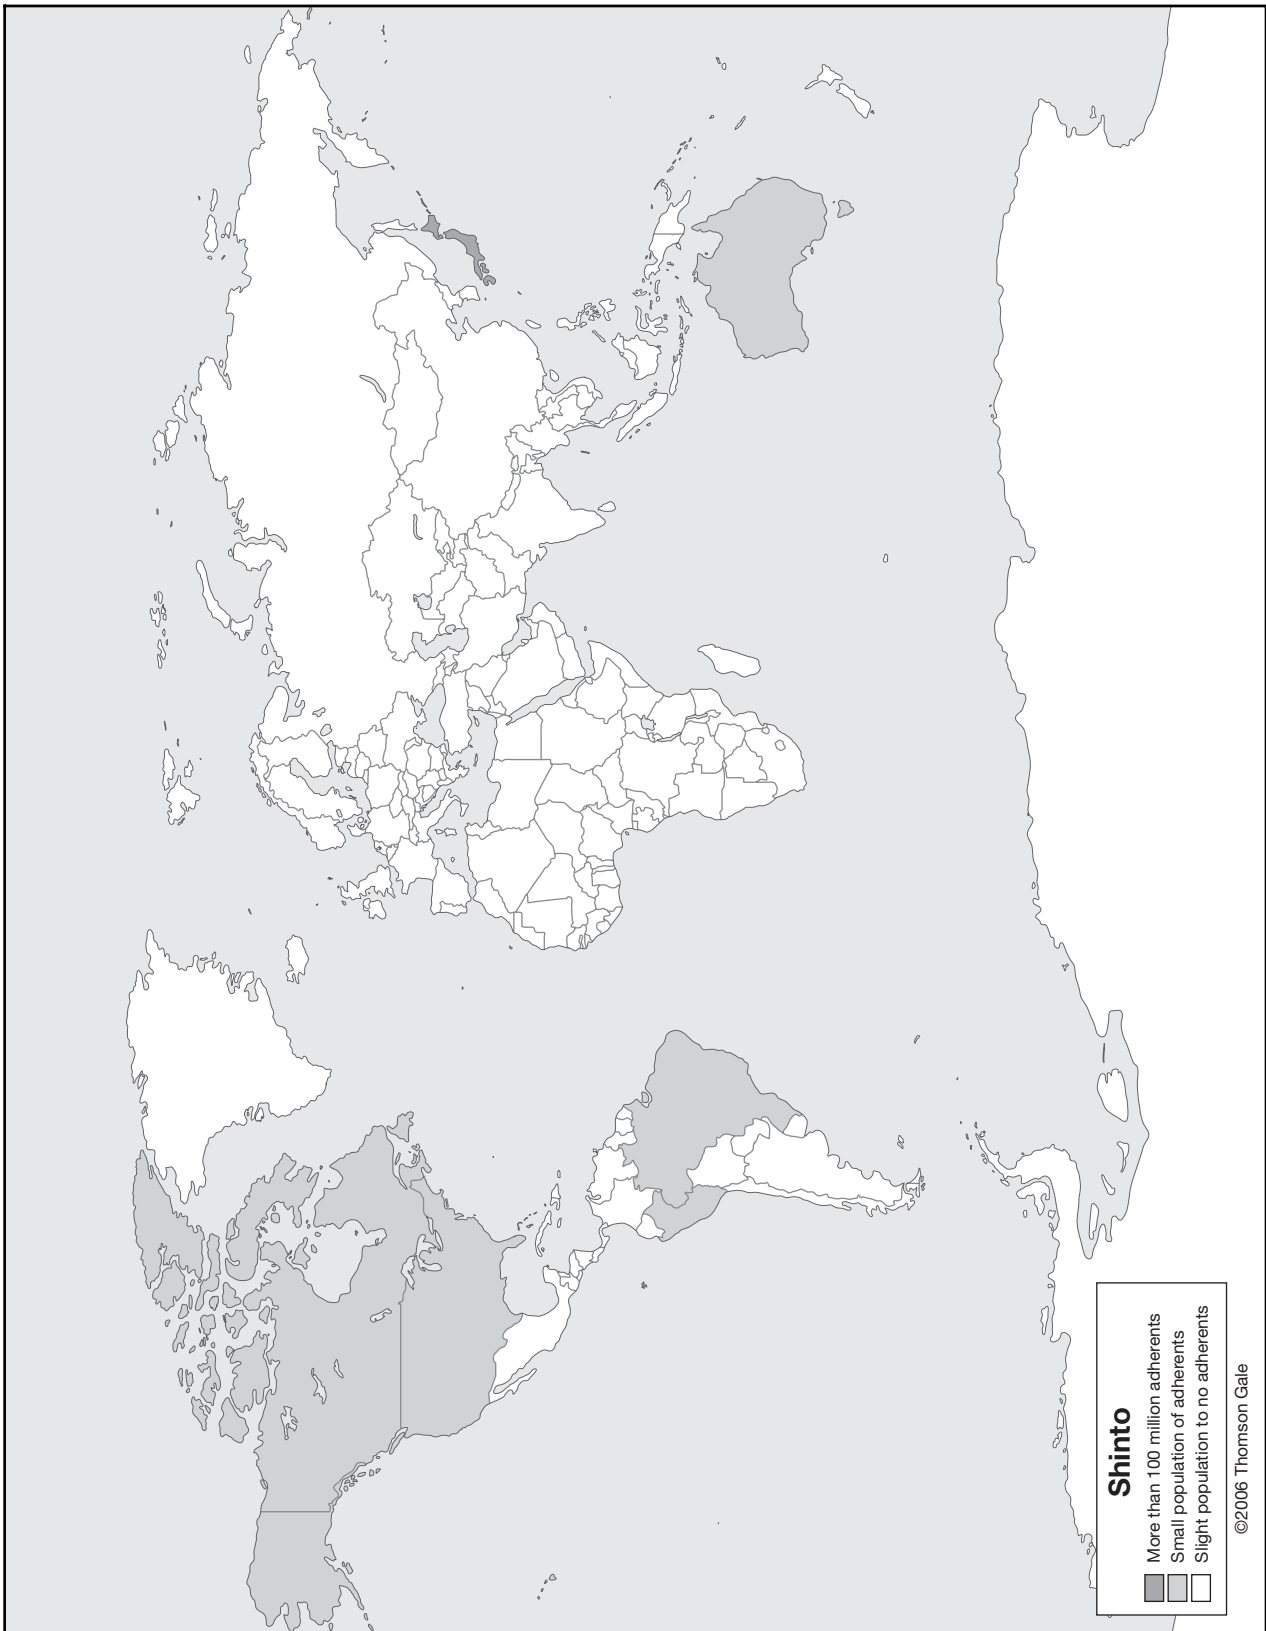 Shinto
More than 100 million adherents
Small population of adherents
Slight population to no adherents
©2006 Thomson Gale